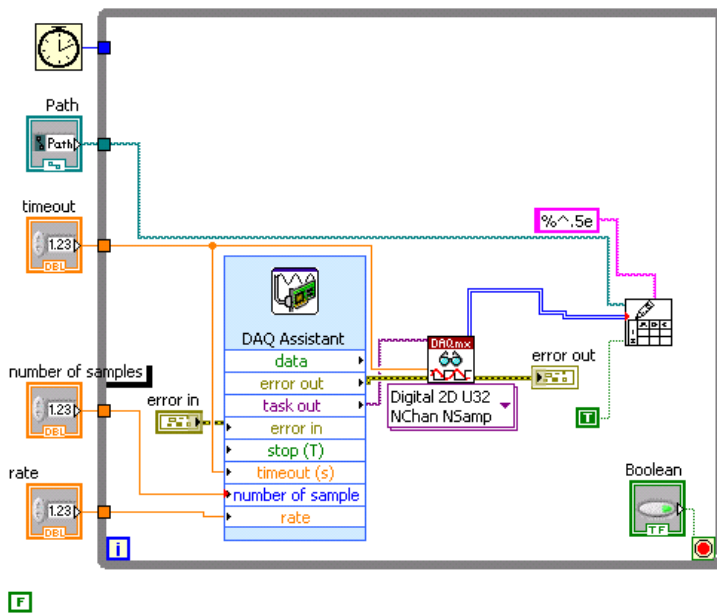 Path
Path
timeout
1.23
DBL
%^.5e
DAQ Assistant
data
error out
task out
error in
stop (T)
timeout (s)
number of sample
rate
DAQmx
Digital 2D U32
NChan NSamp
error out
number of samples
1.23
DBL
error in
T
rate
1.23
DBL
Boolean
TF
i
F